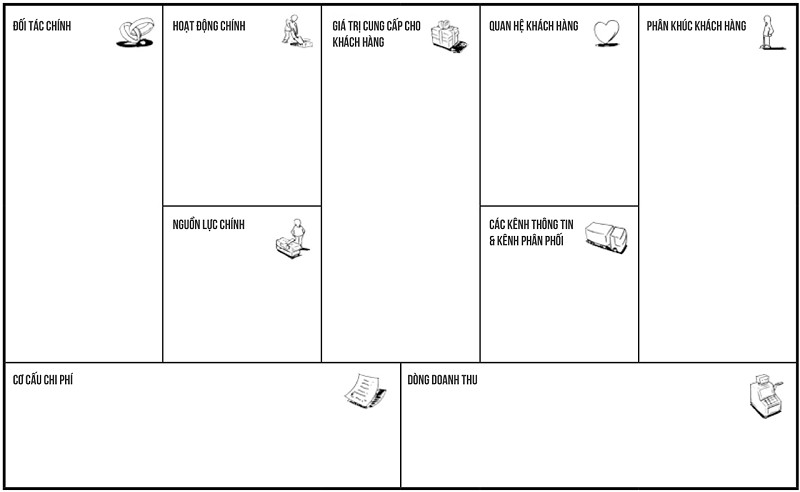 ĐỐI TÁC CHÍNH
HOẠT ĐỘNG CHÍNH
GIÁ TRỊ CUNG CẤP CHO
KHÁCH HÀNG
QUAN HỆ KHÁCH HÀNG
PHÂN KHÚC KHÁCH HÀNG
NGUỒN LỰC CHÍNH
CÁC KÊNH THÔNG TIN
& KÊNH PHÂN PHỐI
CƠ CẤU CHI PHÍ
DÒNG DOANH THU